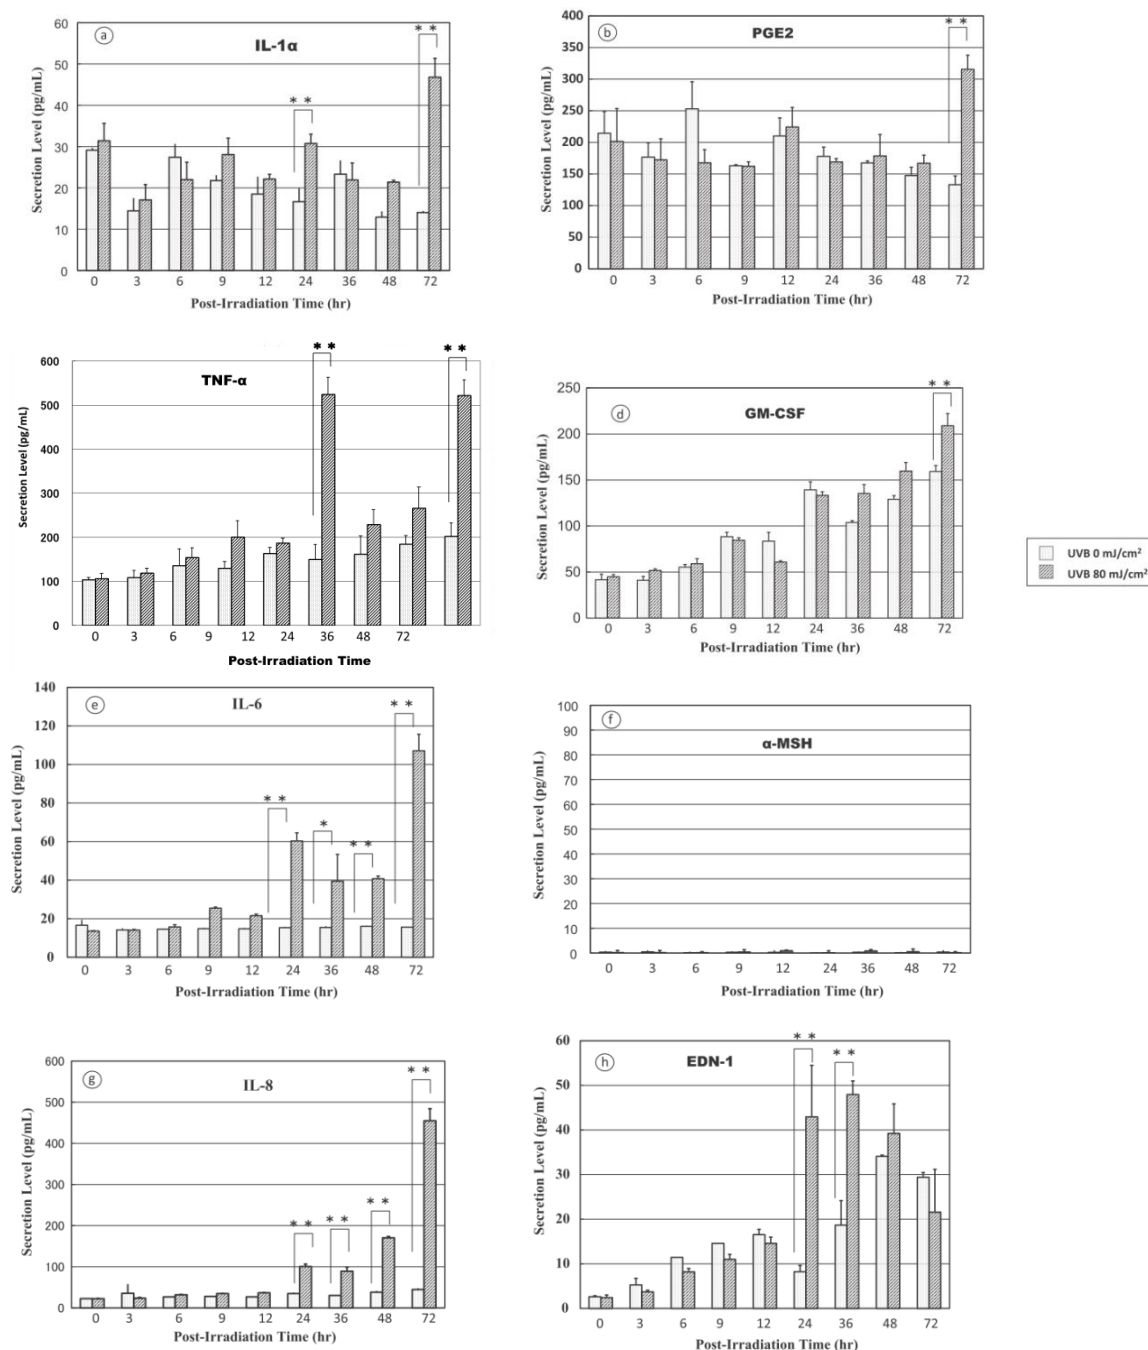 ⓐ
IL-1α
* *
* *
60
50
40
30
20
10
0
Secretion Level (pg/mL)
0 3 6 9 12 24 36 48 72
Post-Irradiation Time (hr)
ⓑ
PGE2
* *
400
350
300
250
200
150
100
50
0
Secretion Level (pg/mL)
0 3 6 9 12 24 36 48 72
Post-Irradiation Time (hr)
TNF-α
* *
* *
600
500
400
300
200
100
0
Secretion Level (pg/mL)
0 3 6 9 12 24 36 48 72
Post-Irradiation Time
ⓓ
GM-CSF
* *
250
200
150
100
50
0
Secretion Level (pg/mL)
0 3 6 9 12 24 36 48 72
Post-Irradiation Time (hr)
UVB 0 mJ/cm²
UVB 80 mJ/cm²
ⓔ
IL-6
* *
* *
*
* *
140
120
100
80
60
40
20
0
Secretion Level (pg/mL)
0 3 6 9 12 24 36 48 72
Post-Irradiation Time (hr)
ⓕ
α-MSH
100
90
80
70
60
50
40
30
20
10
0
Secretion Level (pg/mL)
0 3 6 9 12 24 36 48 72
Post-Irradiation Time (hr)
ⓖ
IL-8
* *
* *
* *
* *
600
500
400
300
200
100
0
Secretion Level (pg/mL)
0 3 6 9 12 24 36 48 72
Post-Irradiation Time (hr)
ⓗ
EDN-1
* *
* *
60
50
40
30
20
10
0
Secretion Level (pg/mL)
0 3 6 9 12 24 36 48 72
Post-Irradiation Time (hr)